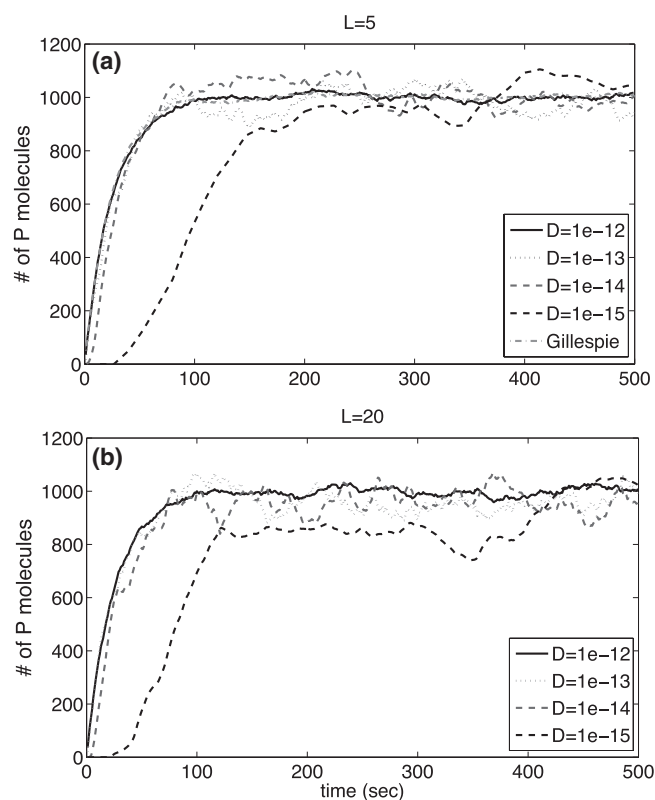 L=5
(a)
# of P molecules
1200
1000
800
600
400
200
0
0 100 200 300 400 500
D=1e−12
D=1e−13
D=1e−14
D=1e−15
Gillespie
L=20
(b)
# of P molecules
1200
1000
800
600
400
200
0
0 100 200 300 400 500
D=1e−12
D=1e−13
D=1e−14
D=1e−15
time (sec)